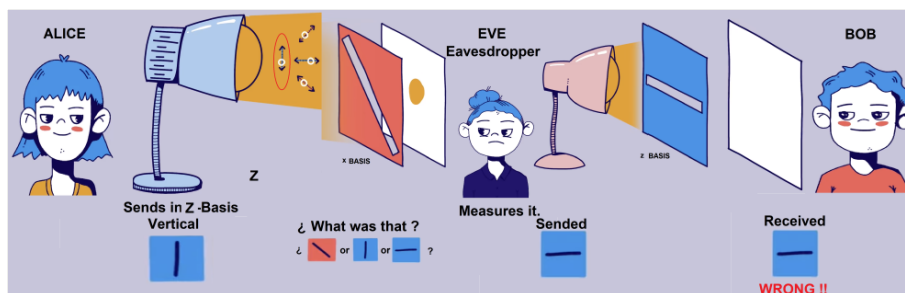 ALICE
EVE
Eavesdropper
BOB
X BASIS
Z BASIS
Z
Sends in Z-Basis
Vertical
¿ What was that ?
¿ or or ?
Measures it.
Sended
Received
WRONG !!